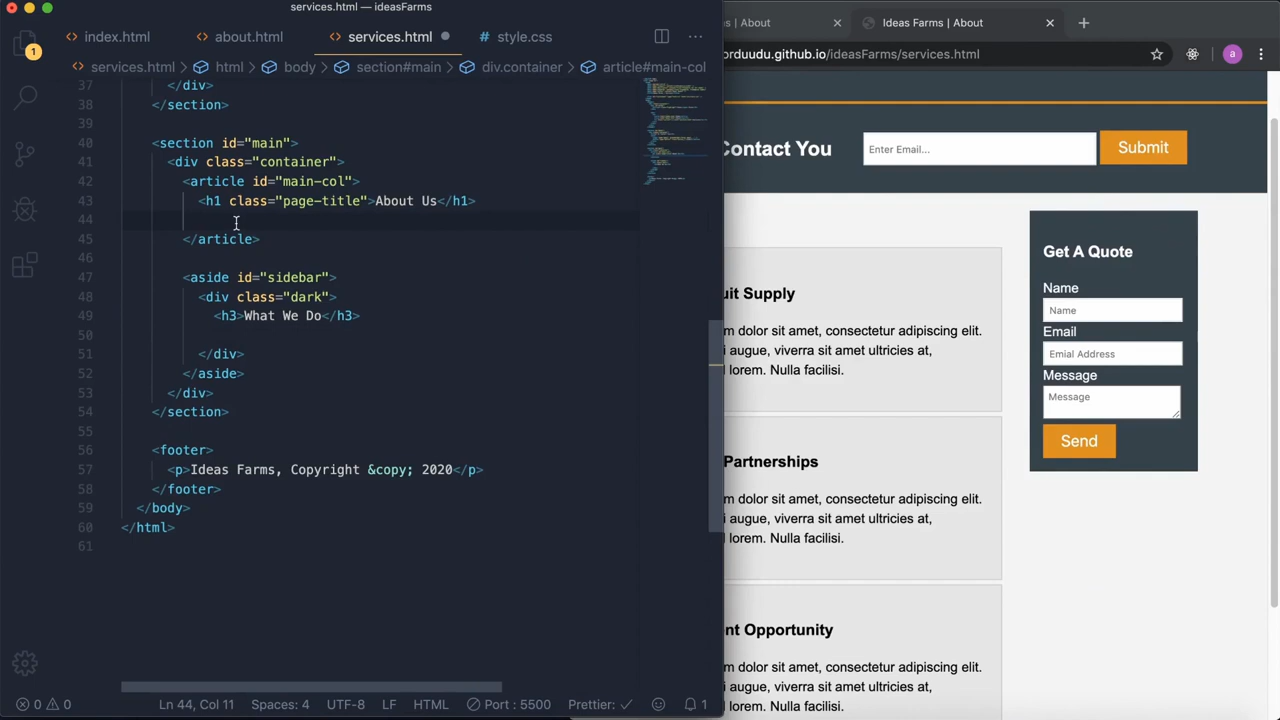 services.html — ideasFarms
index.html
about.html
services.html
style.css
services.html > html > body > section#main > div.container > article#main-col
1
37 </div>
38 </section>
39
40 <section id="main">
41 <div class="container">
42 <article id="main-col">
43 <h1 class="page-title">About Us</h1>
44
45 </article>
46
47 <aside id="sidebar">
48 <div class="dark">
49 <h3>What We Do</h3>
50
51 </div>
52 </aside>
53 </div>
54 </section>
55
56 <footer>
57 <p>Ideas Farms, Copyright &copy; 2020</p>
58 </footer>
59 </body>
60 </html>
61
0 0
Ln 44, Col 11
Spaces: 4
UTF-8
LF
HTML
Port : 5500
Prettier: ✓
1
| About
Ideas Farms | About
orduudu.github.io/ideasFarms/services.html
a
Contact You
Enter Email...
Submit
uit Supply
m dolor sit amet, consectetur adipiscing elit.
i augue, viverra sit amet ultricies at,
lorem. Nulla facilisi.
Partnerships
m dolor sit amet, consectetur adipiscing elit.
i augue, viverra sit amet ultricies at,
lorem. Nulla facilisi.
nt Opportunity
m dolor sit amet, consectetur adipiscing elit.
i augue, viverra sit amet ultricies at,
lorem. Nulla facilisi.
Get A Quote
Name
Name
Email
Emial Address
Message
Message
Send